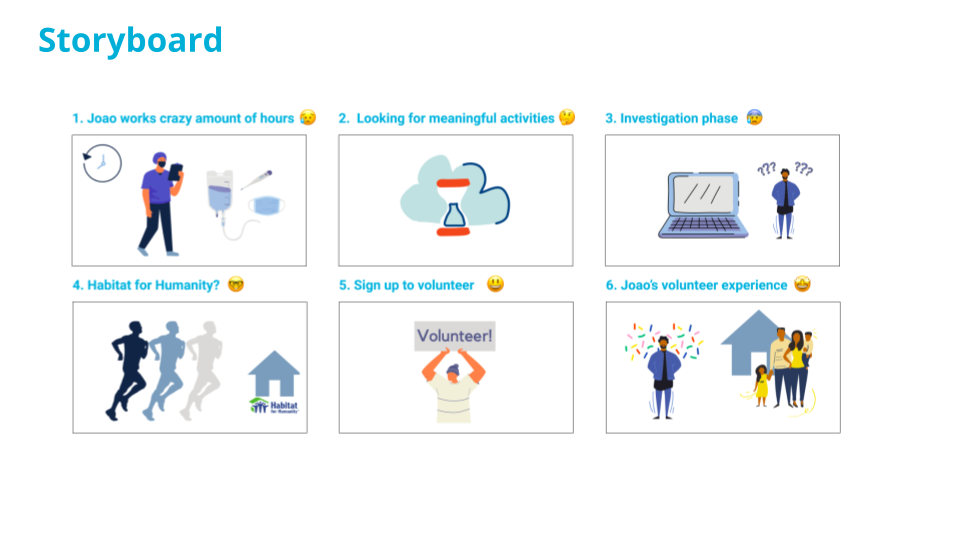 Storyboard
1. Joao works crazy amount of hours 😥
2. Looking for meaningful activities 🤔
3. Investigation phase 😰
??? ???
4. Habitat for Humanity? 🤓
5. Sign up to volunteer 😃
6. Joao's volunteer experience 🤩
Habitat
for Humanity®
Volunteer!